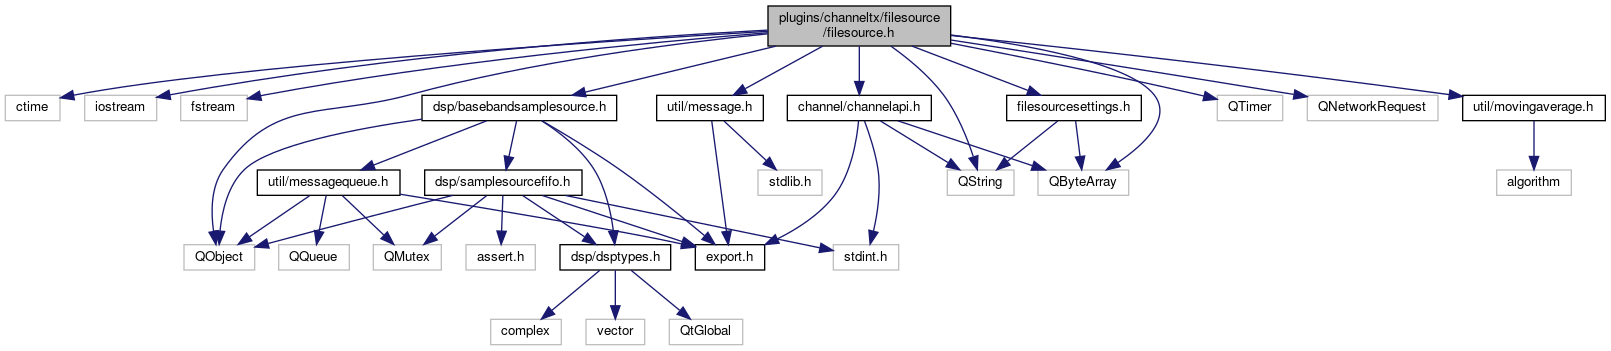 plugins/channeltx/filesource
/filesource.h
ctime
iostream
fstream
dsp/basebandsamplesource.h
util/message.h
channel/channelapi.h
filesourcesettings.h
QTimer
QNetworkRequest
util/movingaverage.h
util/messagequeue.h
dsp/samplesourcefifo.h
stdlib.h
QString
QByteArray
algorithm
QObject
QQueue
QMutex
assert.h
dsp/dsptypes.h
export.h
stdint.h
complex
vector
QtGlobal